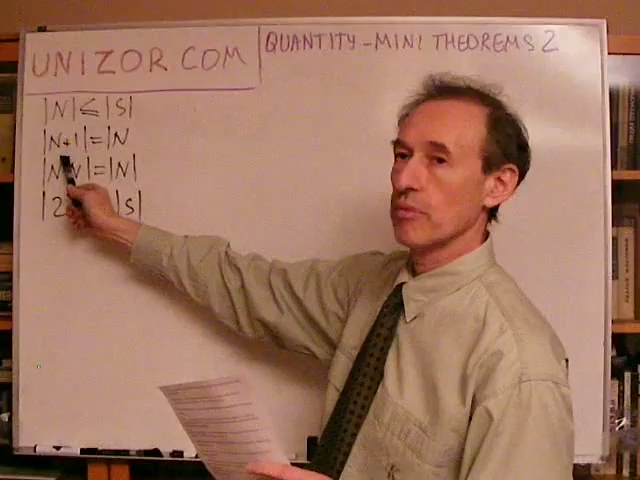 UNIZOR.COM
QUANTITY - MINI THEOREMS 2
|N| ≤ |S|
|N+1| = |N
|N N| = |N|
|2 |S|